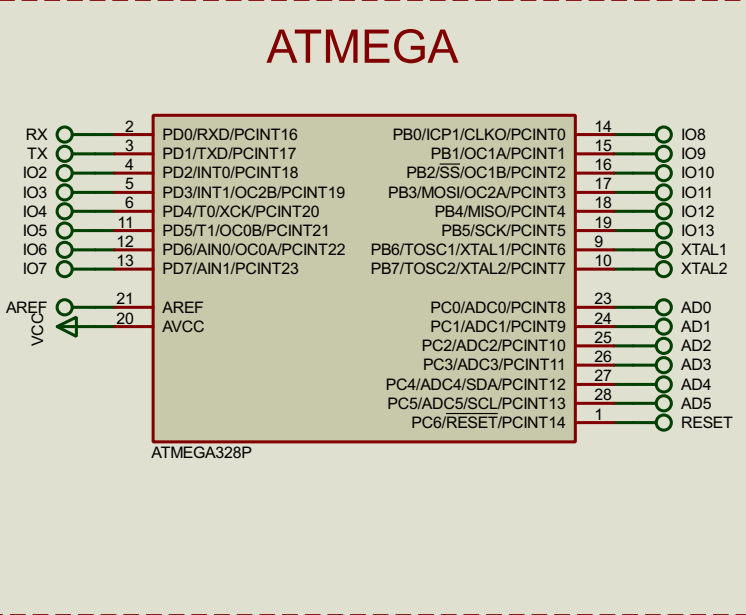 ATMEGA
RX 2 PD0/RXD/PCINT16 PB0/ICP1/CLKO/PCINT0 14 IO8
TX 3 PD1/TXD/PCINT17 PB1/OC1A/PCINT1 15 IO9
IO2 4 PD2/INT0/PCINT18 PB2/SS/OC1B/PCINT2 16 IO10
IO3 5 PD3/INT1/OC2B/PCINT19 PB3/MOSI/OC2A/PCINT3 17 IO11
IO4 6 PD4/T0/XCK/PCINT20 PB4/MISO/PCINT4 18 IO12
IO5 11 PD5/T1/OC0B/PCINT21 PB5/SCK/PCINT5 19 IO13
IO6 12 PD6/AIN0/OC0A/PCINT22 PB6/TOSC1/XTAL1/PCINT6 9 XTAL1
IO7 13 PD7/AIN1/PCINT23 PB7/TOSC2/XTAL2/PCINT7 10 XTAL2
AREF 21 AREF PC0/ADC0/PCINT8 23 AD0
VCC 20 AVCC PC1/ADC1/PCINT9 24 AD1
PC2/ADC2/PCINT10 25 AD2
PC3/ADC3/PCINT11 26 AD3
PC4/ADC4/SDA/PCINT12 27 AD4
PC5/ADC5/SCL/PCINT13 28 AD5
PC6/RESET/PCINT14 1 RESET
ATMEGA328P